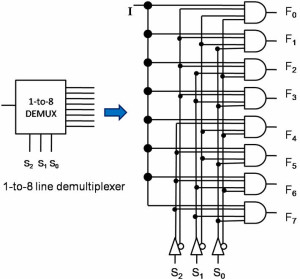 I
F0
F1
F2
F3
F4
F5
F6
F7
1-to-8
DEMUX
S2 S1 S0
1-to-8 line demultiplexer
S2 S1 S0